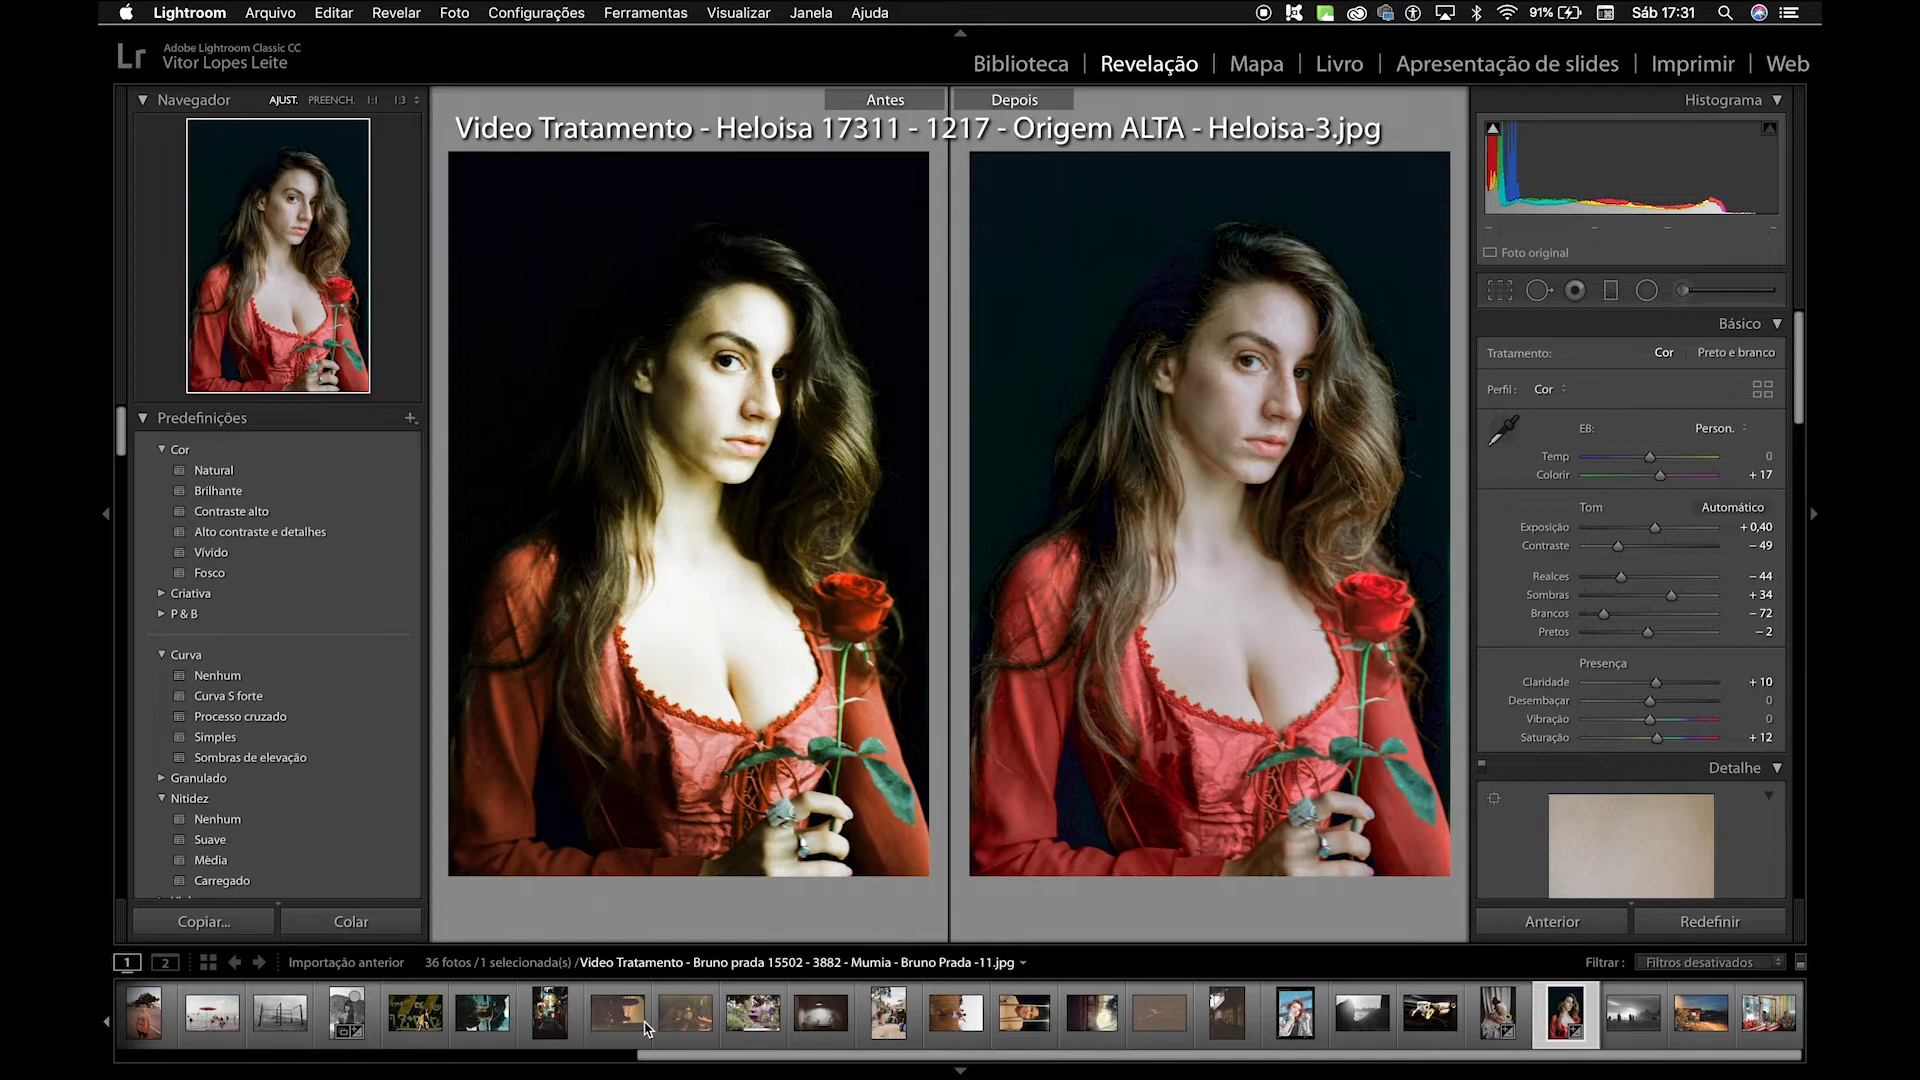 Lightroom Arquivo Editar Revelar Foto Configurações Ferramentas Visualizar Janela Ajuda 91% Sáb 17:31
Lr Adobe Lightroom Classic CC
Vitor Lopes Leite
Biblioteca | Revelação | Mapa | Livro | Apresentação de slides | Imprimir | Web
Navegador AJUST. PREENCH. 1:1 1:3
Antes Depois
Histograma
Video Tratamento - Heloisa 17311 - 1217 - Origem ALTA - Heloisa-3.jpg
Foto original
Básico
Tratamento: Cor Preto e branco
Perfil: Cor
EB: Person.
Temp 0
Colorir + 17
Tom Automático
Exposição + 0,40
Contraste – 49
Realces – 44
Sombras + 34
Brancos – 72
Pretos – 2
Presença
Claridade + 10
Desembaçar 0
Vibração 0
Saturação + 12
Detalhe
Predefinições
Cor
Natural
Brilhante
Contraste alto
Alto contraste e detalhes
Vívido
Fosco
Criativa
P & B
Curva
Nenhum
Curva S forte
Processo cruzado
Simples
Sombras de elevação
Granulado
Nitidez
Nenhum
Suave
Média
Carregado
Copiar... Colar
Anterior Redefinir
1 2 Importação anterior 36 fotos /1 selecionada(s) /Video Tratamento - Bruno prada 15502 - 3882 - Mumia - Bruno Prada -11.jpg Filtrar : Filtros desativados